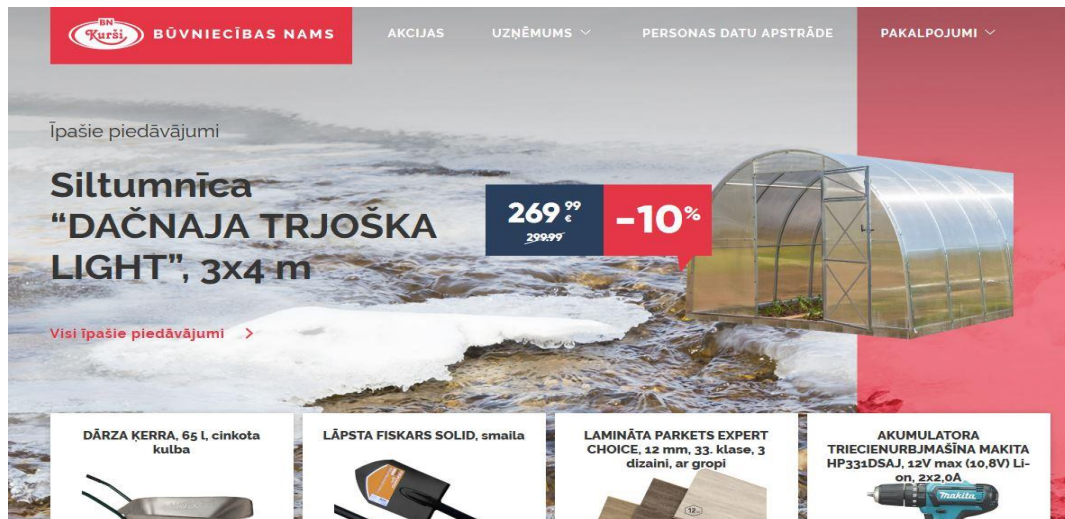 BN
Kurši
BŪVNIECĪBAS NAMS
AKCIJAS
UZŅĒMUMS
PERSONAS DATU APSTRĀDE
PAKALPOJUMI
Īpašie piedāvājumi
Siltumnīca
“DAČNAJA TRJOŠKA
LIGHT”, 3x4 m
269 99 €
299.99
-10%
Visi īpašie piedāvājumi
DĀRZA ĶERRA, 65 l, cinkota
kulba
LĀPSTA FISKARS SOLID, smaila
LAMINĀTA PARKETS EXPERT
CHOICE, 12 mm, 33. klase, 3
dizaini, ar gropi
12
AKUMULATORA
TRIECIENURBJMAŠĪNA MAKITA
HP331DSAJ, 12V max (10,8V) Li-
on, 2x2,0A
makita